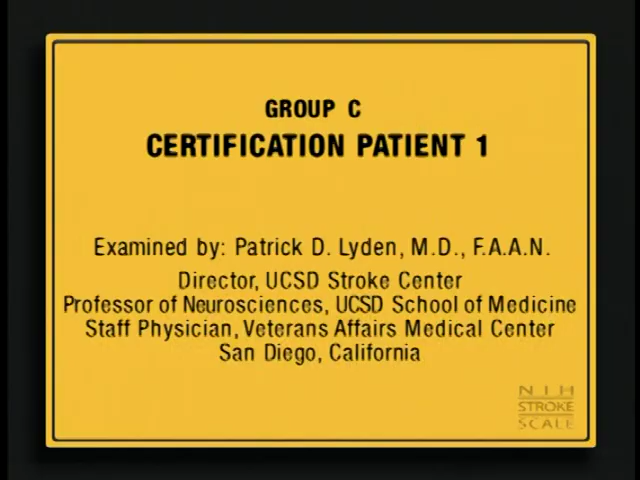 GROUP C
CERTIFICATION PATIENT 1
Examined by: Patrick D. Lyden, M.D., F.A.A.N.
Director, UCSD Stroke Center
Professor of Neurosciences, UCSD School of Medicine
Staff Physician, Veterans Affairs Medical Center
San Diego, California
NIH
STROKE
SCALE